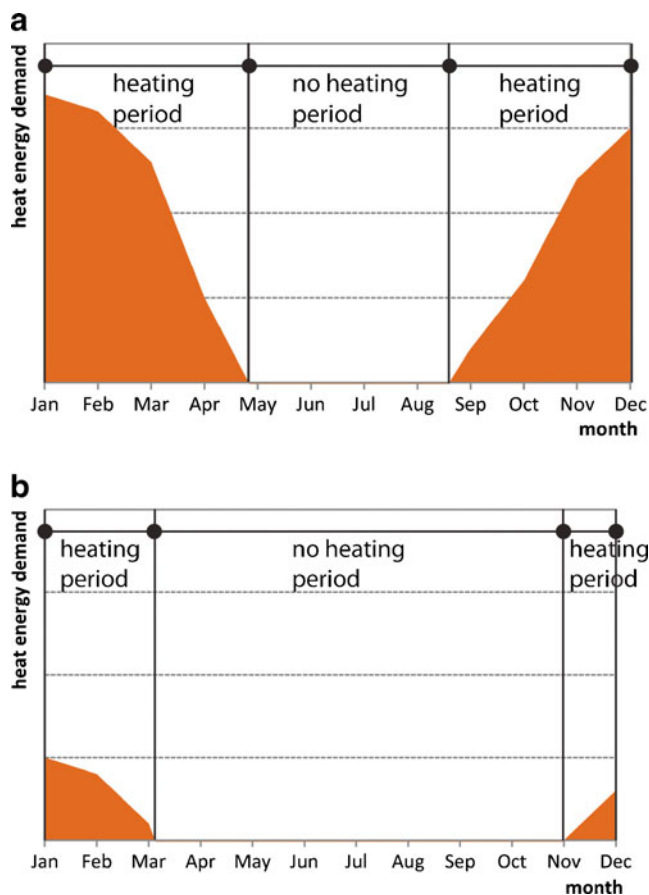 a
heat energy demand
heating period
no heating period
heating period
Jan Feb Mar Apr May Jun Jul Aug Sep Oct Nov Dec
month
b
heat energy demand
heating period
no heating period
heating period
Jan Feb Mar Apr May Jun Jul Aug Sep Oct Nov Dec
month